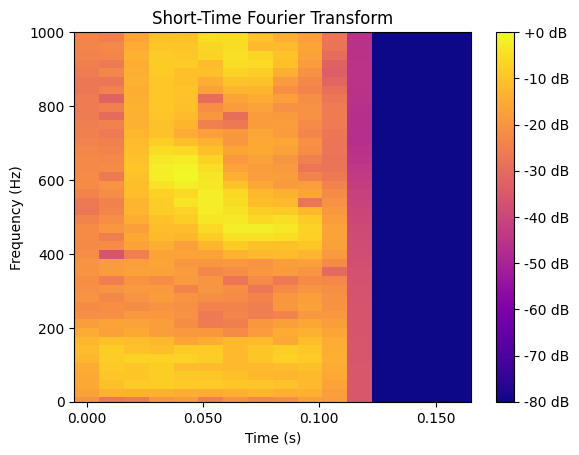 Short-Time Fourier Transform
1000
800
600
400
200
0
Frequency (Hz)
0.000
0.050
0.100
0.150
Time (s)
+0 dB
-10 dB
-20 dB
-30 dB
-40 dB
-50 dB
-60 dB
-70 dB
-80 dB